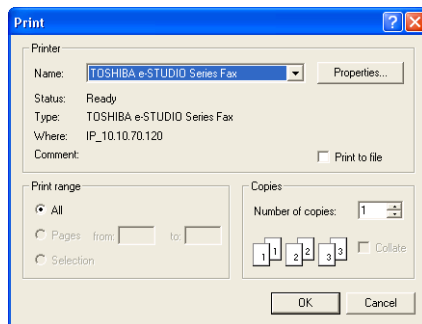 Print
Printer
Name: TOSHIBA e-STUDIO Series Fax Properties...
Status: Ready
Type: TOSHIBA e-STUDIO Series Fax
Where: IP_10.10.70.120
Comment: Print to file
Print range
All
Pages from: to:
Selection
Copies
Number of copies: 1
1 1 2 2 3 3 Collate
OK Cancel